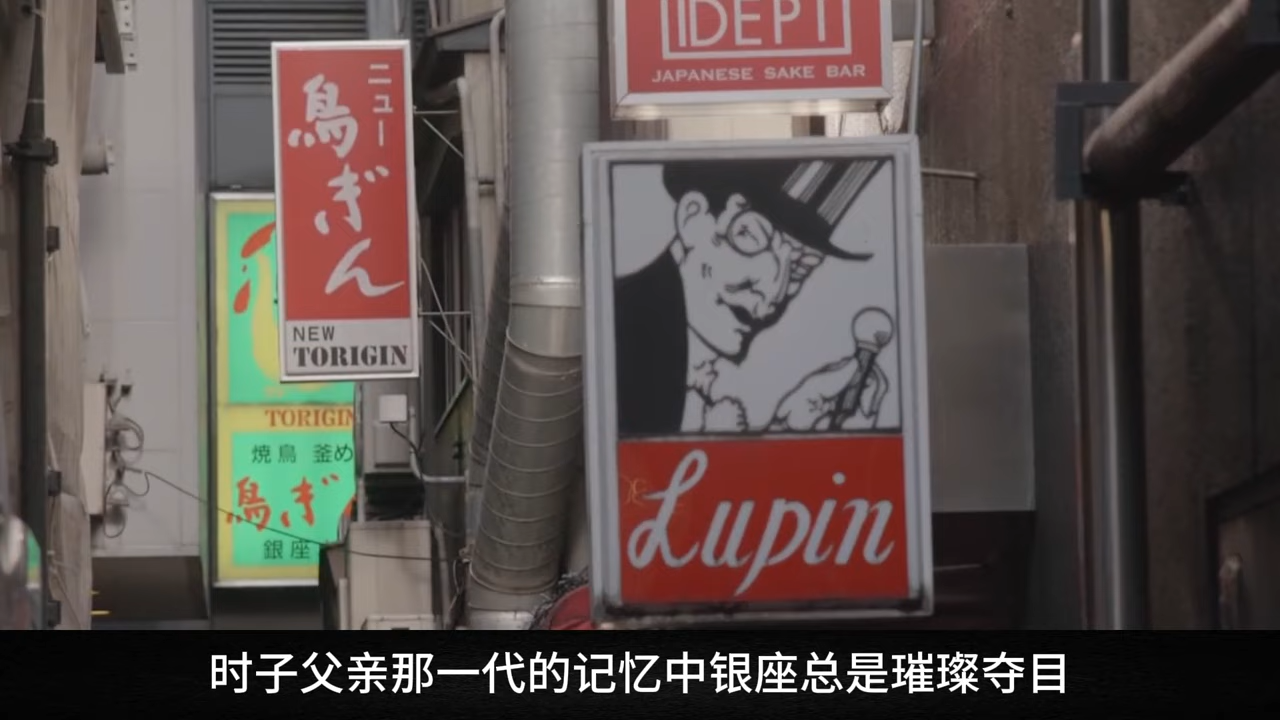 IDEPT
JAPANESE SAKE BAR
ニュー
鳥ぎん
NEW
TORIGIN
TORIGIN
焼鳥 釜め
鳥ぎ
銀座
Lupin
时子父亲那一代的记忆中银座总是璀璨夺目